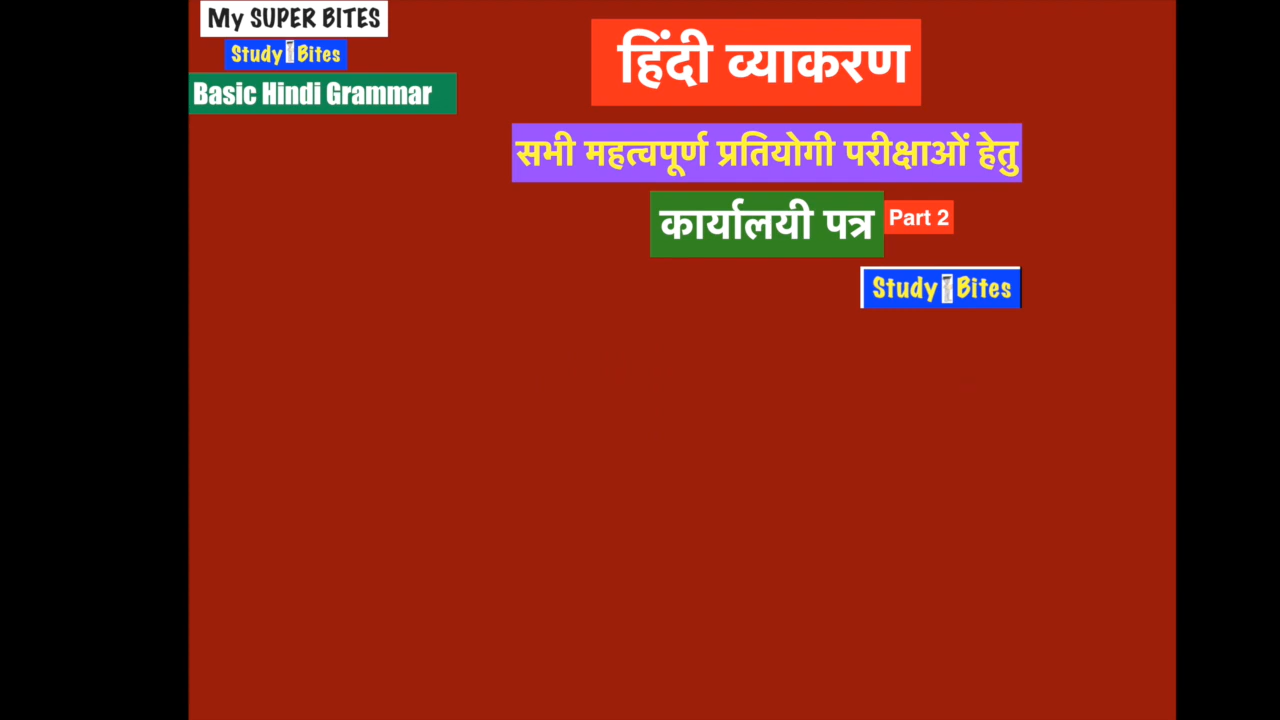 My SUPER BITES
Study Bites
Basic Hindi Grammar
हिंदी व्याकरण
सभी महत्वपूर्ण प्रतियोगी परीक्षाओं हेतु
कार्यालयी पत्र Part 2
Study Bites